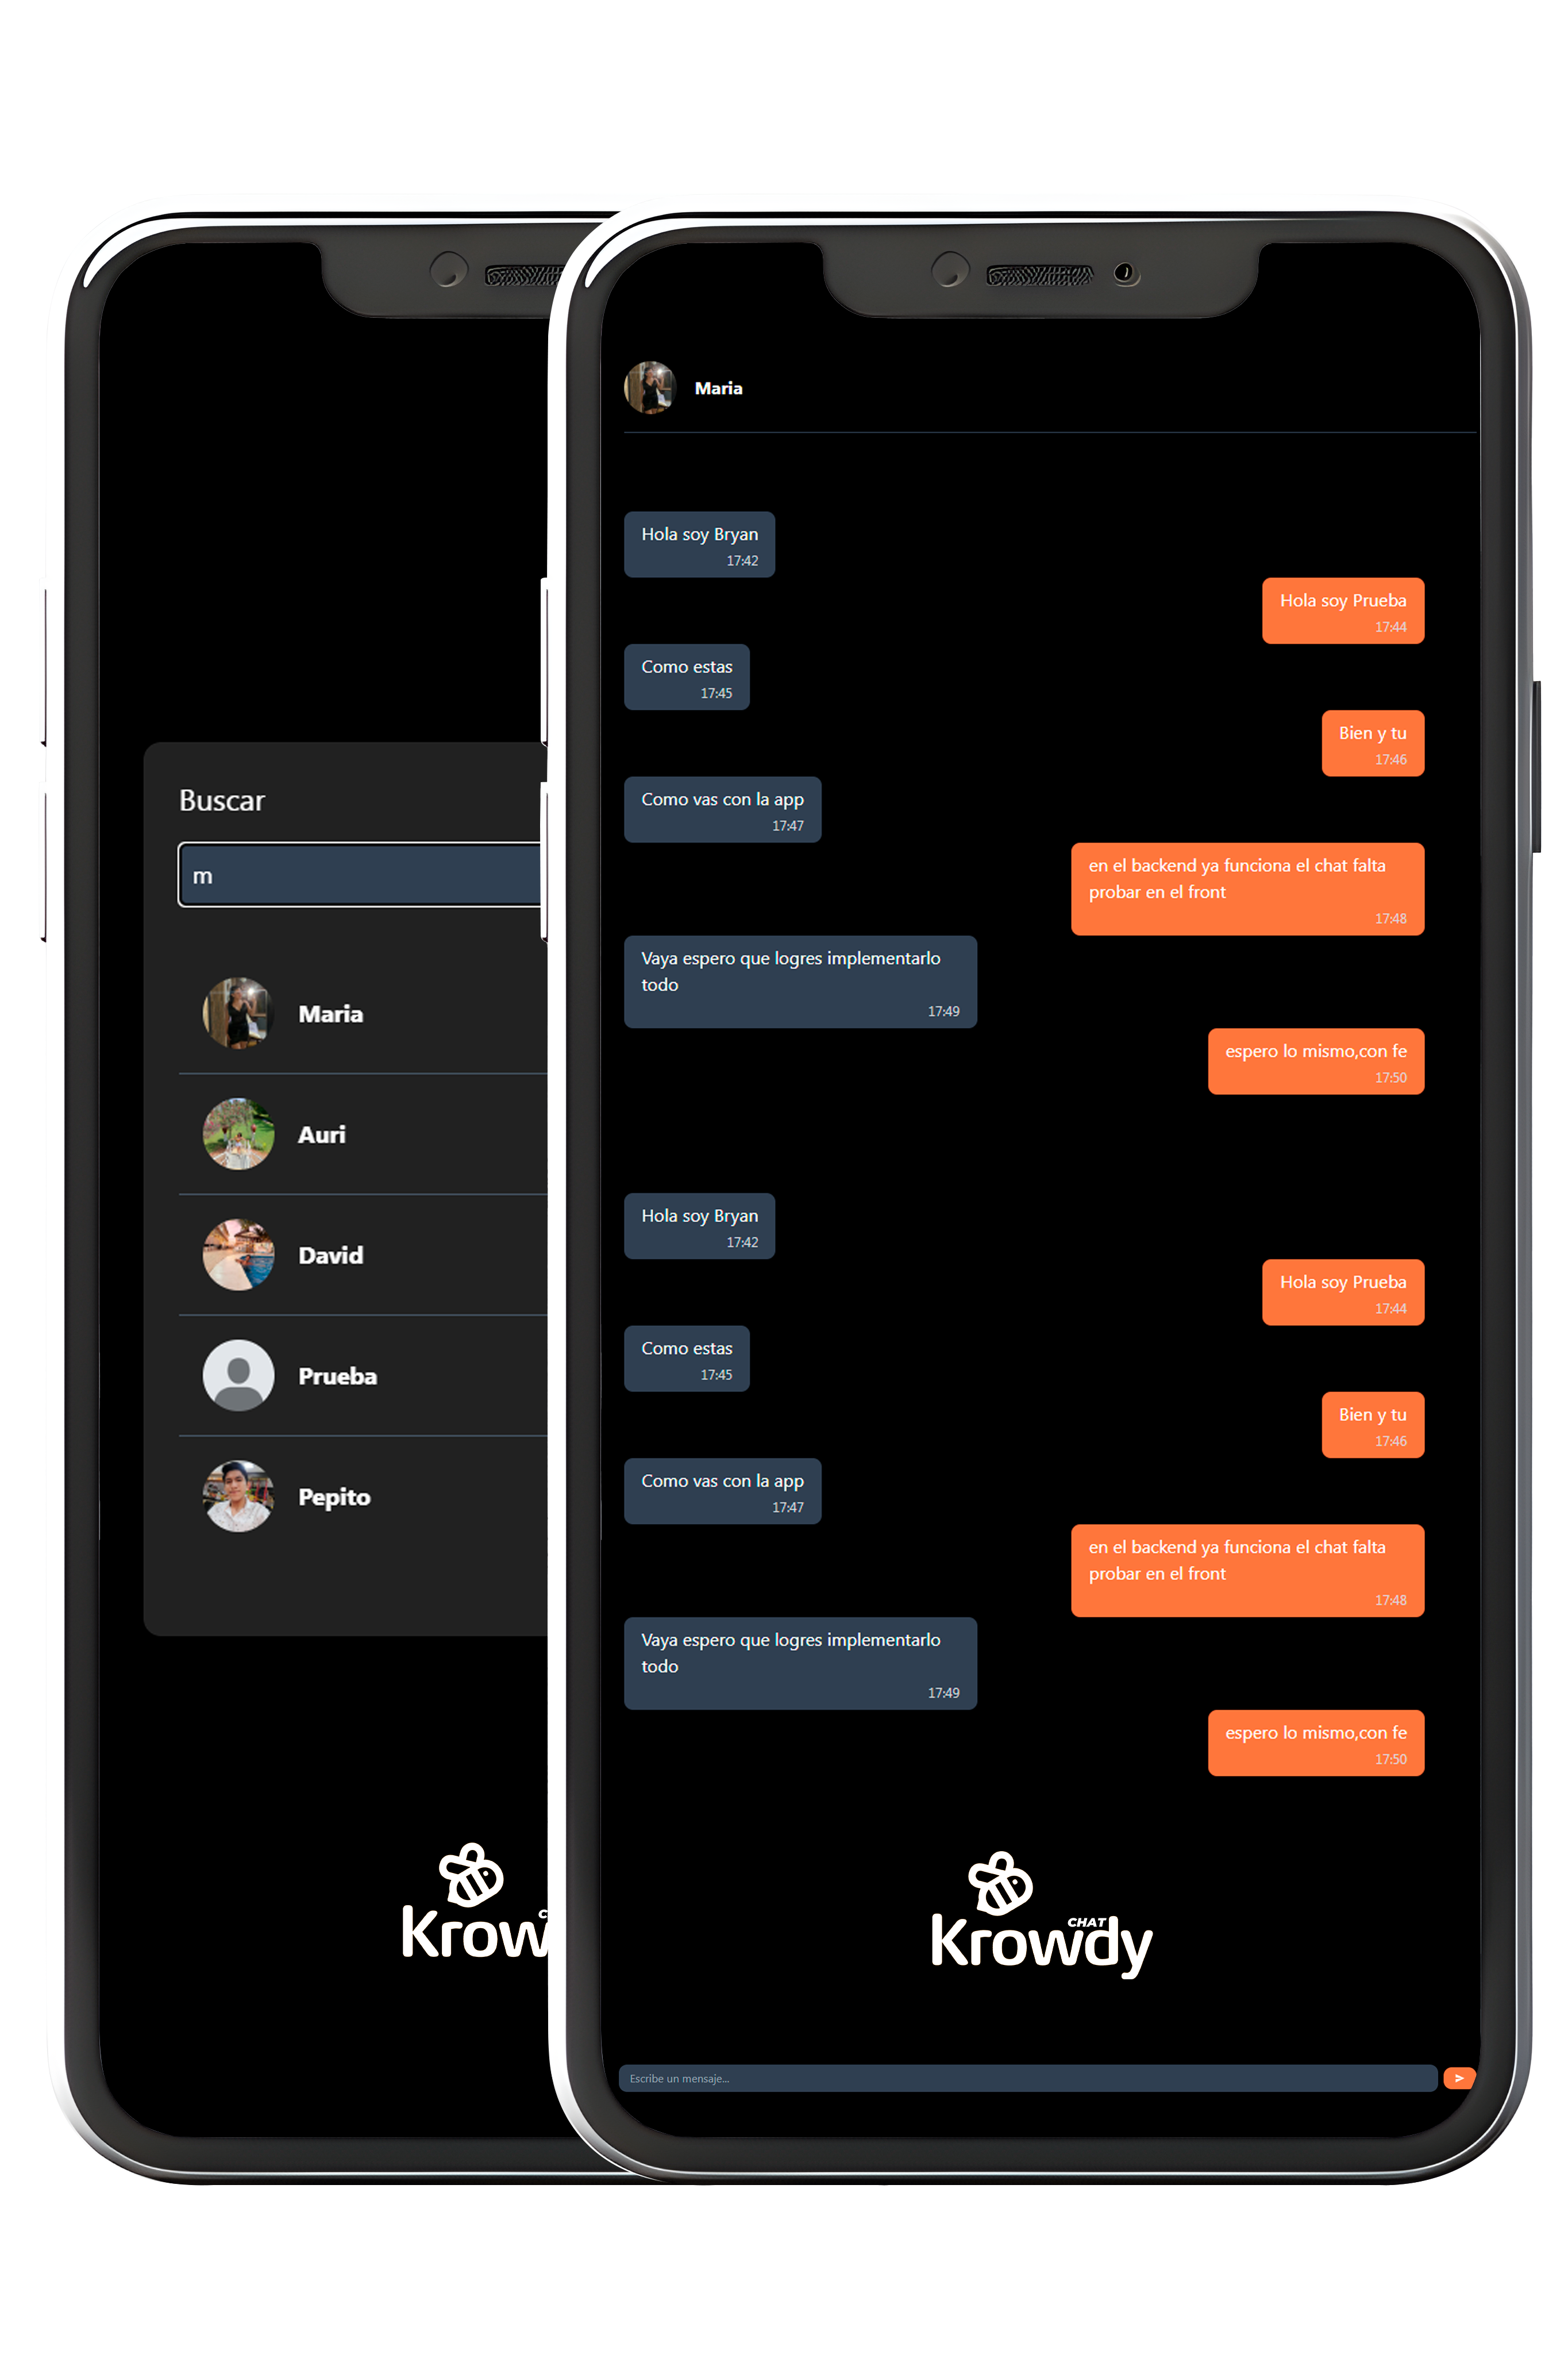 Buscar
m
Maria
Auri
David
Prueba
Pepito
Krow
Maria
Hola soy Bryan
17:42
Hola soy Prueba
17:44
Como estas
17:45
Bien y tu
17:46
Como vas con la app
17:47
en el backend ya funciona el chat falta
probar en el front
17:48
Vaya espero que logres implementarlo
todo
17:49
espero lo mismo,con fe
17:50
Hola soy Bryan
17:42
Hola soy Prueba
17:44
Como estas
17:45
Bien y tu
17:46
Como vas con la app
17:47
en el backend ya funciona el chat falta
probar en el front
17:48
Vaya espero que logres implementarlo
todo
17:49
espero lo mismo,con fe
17:50
CHAT
Krowdy
Escribe un mensaje...